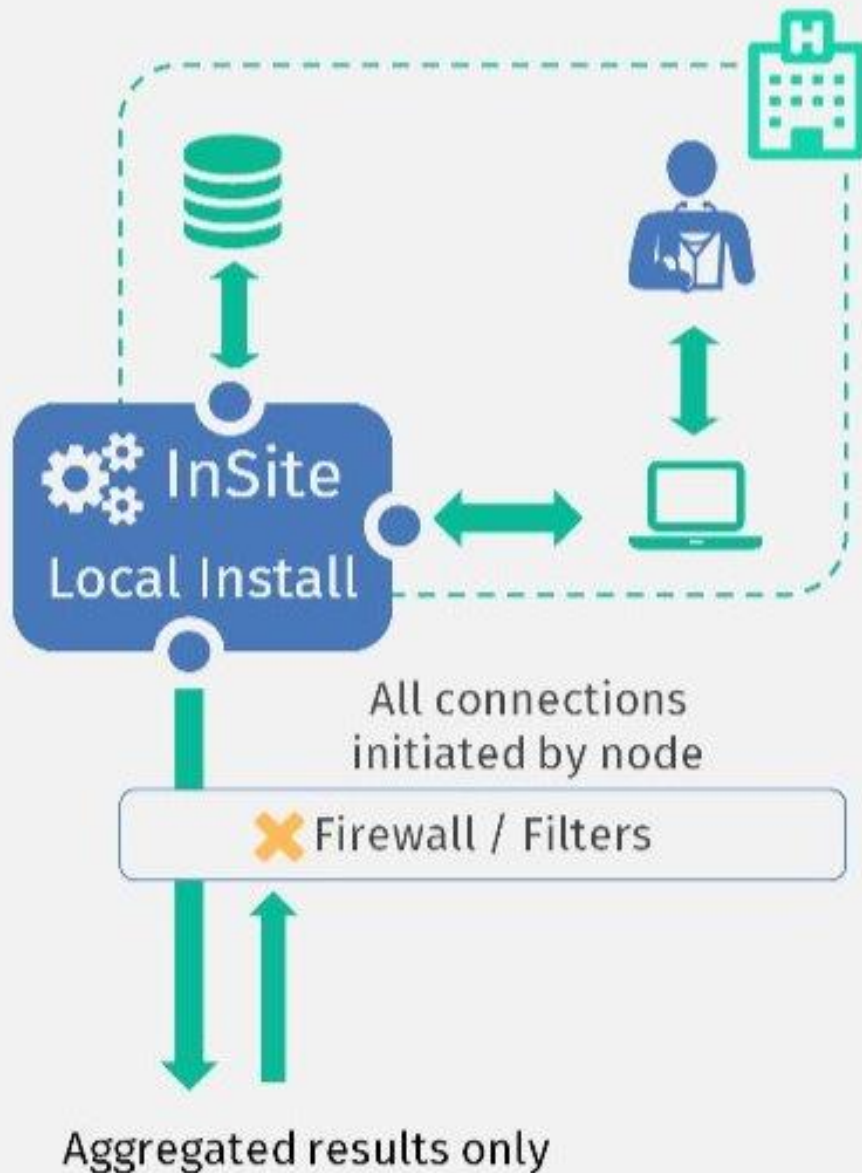 H
InSite
Local Install
All connections
initiated by node
Firewall / Filters
Aggregated results only